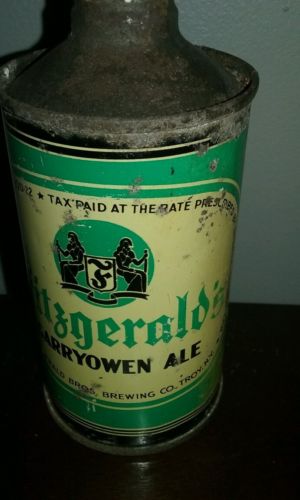 TAX PAID AT THE RATE
F
itzgerald's
ARRYOWEN ALE
BROS. BREWING CO. TROY, N.Y.